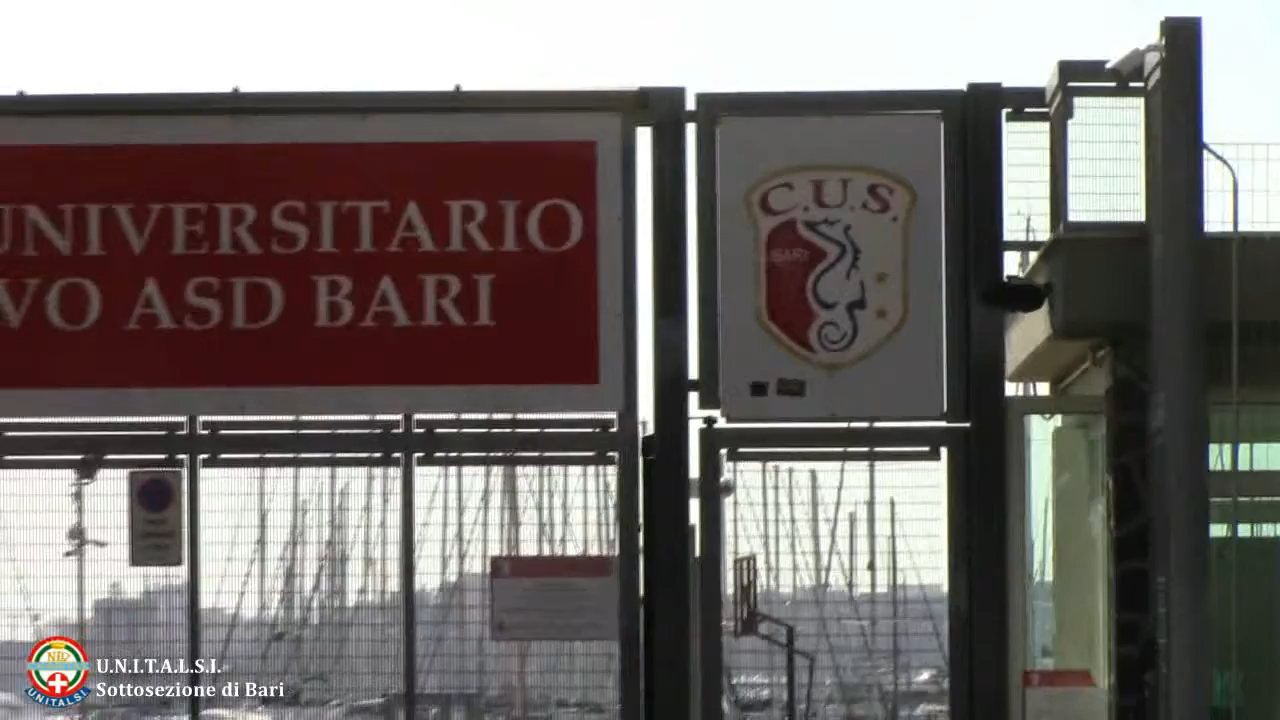 UNIVERSITARIO
VO ASD BARI
C.U.S.
BARI
U.N.I.T.A.L.S.I.
Sottosezione di Bari
UNITALSI